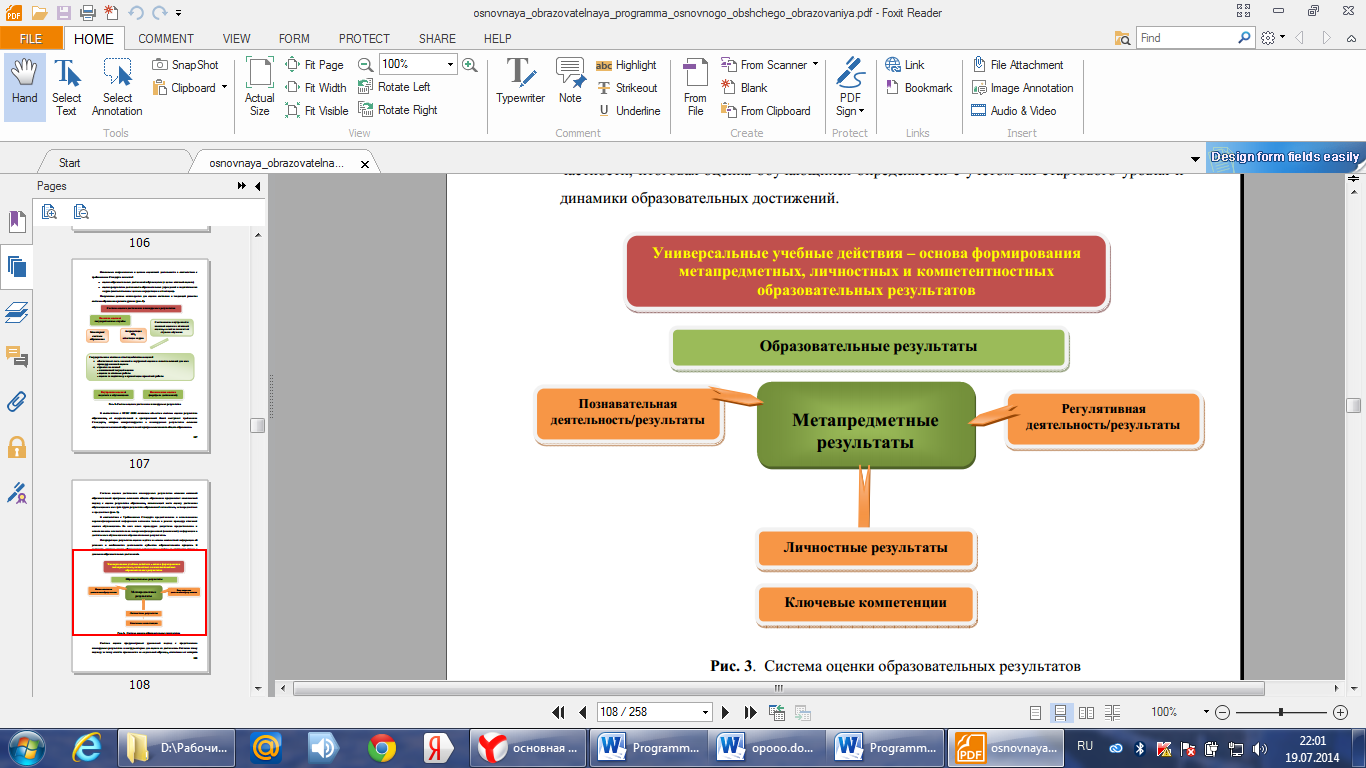 osnovnaya_obrazovatelnaya_programma_osnovnogo_obshchego_obrazovaniya.pdf - Foxit Reader
FILE HOME COMMENT VIEW FORM PROTECT SHARE HELP
Find
Hand
Select Text
Select Annotation
SnapShot
Clipboard
Tools
Actual Size
Fit Page
Fit Width
Fit Visible
100%
Rotate Left
Rotate Right
View
Typewriter
Note
Highlight
Strikeout
Underline
Comment
From File
From Scanner
Blank
From Clipboard
Create
PDF Sign
Protect
Link
Bookmark
Links
File Attachment
Image Annotation
Audio & Video
Insert
Start
osnovnaya_obrazovatelna...
Design form fields easily
Pages
106
107
108
динамики образовательных достижений.
Универсальные учебные действия – основа формирования
метапредметных, личностных и компетентностных
образовательных результатов
Образовательные результаты
Познавательная
деятельность/результаты
Метапредметные
результаты
Регулятивная
деятельность/результаты
Личностные результаты
Ключевые компетенции
Рис. 3. Система оценки образовательных результатов
108 / 258
100%
D:\Рабочи...
основная ...
Programm...
opooo.do...
Programm...
osnovnaya...
RU
22:01
19.07.2014